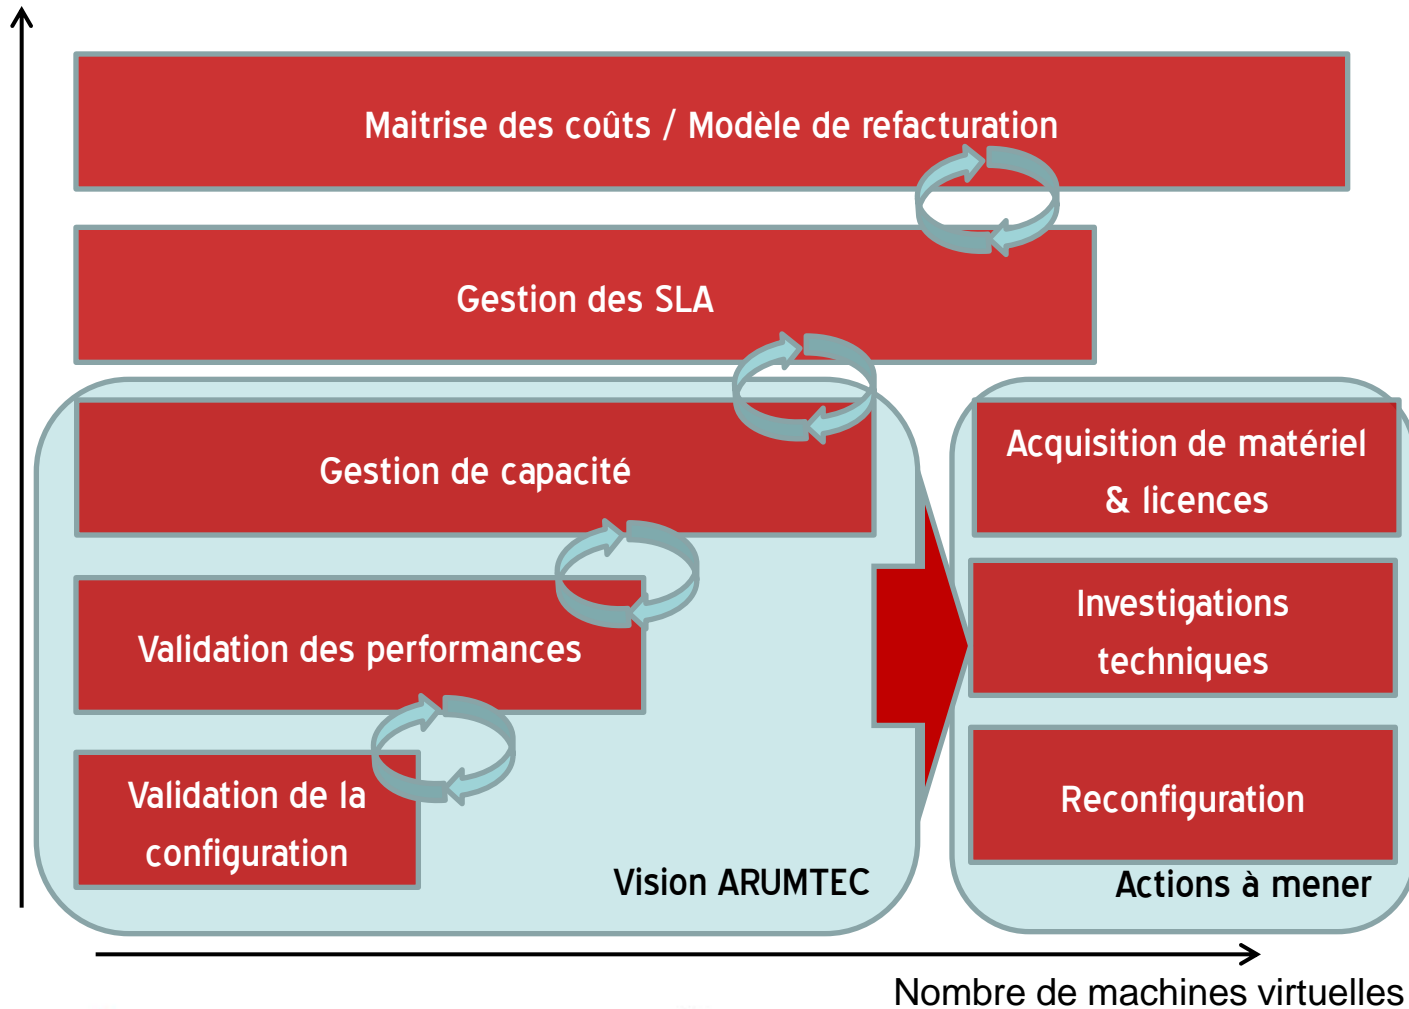 Maitrise des coûts / Modèle de refacturation
Gestion des SLA
Gestion de capacité
Validation des performances
Validation de la
configuration
Vision ARUMTEC
Acquisition de matériel
& licences
Investigations
techniques
Reconfiguration
Actions à mener
Nombre de machines virtuelles